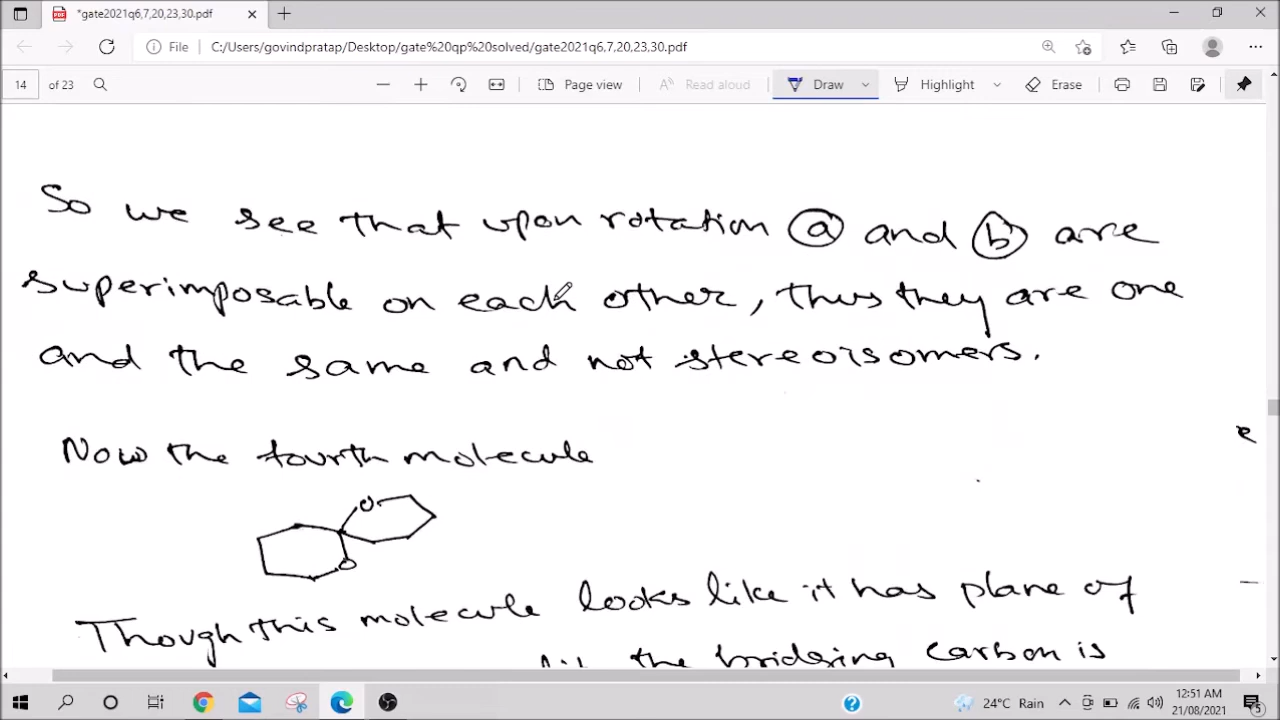 *gate2021q6,7,20,23,30.pdf
File C:/Users/govindpratap/Desktop/gate%20qp%20solved/gate2021q6,7,20,23,30.pdf
14 of 23 Page view Read aloud Draw Highlight Erase
So we see that upon rotation a and b are
superimposable on each other, thus they are one
and the same and not stereoisomers.
e
Now the fourth molecule
O
O
Though this molecule looks like it has plane of
the bridging carbon is
24°C Rain 12:51 AM
21/08/2021 5